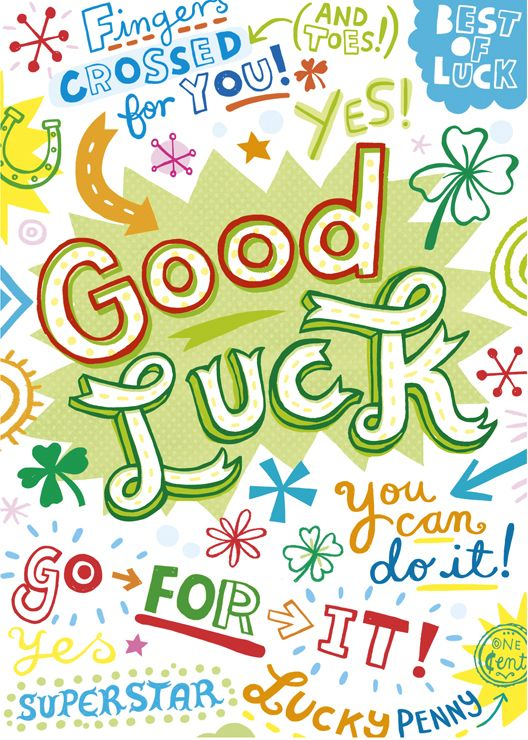 Fingers
CROSSED
for YOU!
(AND
TOES!)
BEST
OF
LUCK
YES!
Good
Luck
You
can
do it!
GO FOR IT!
yes
SUPERSTAR
LUCKY PENNY
ONE
Cent